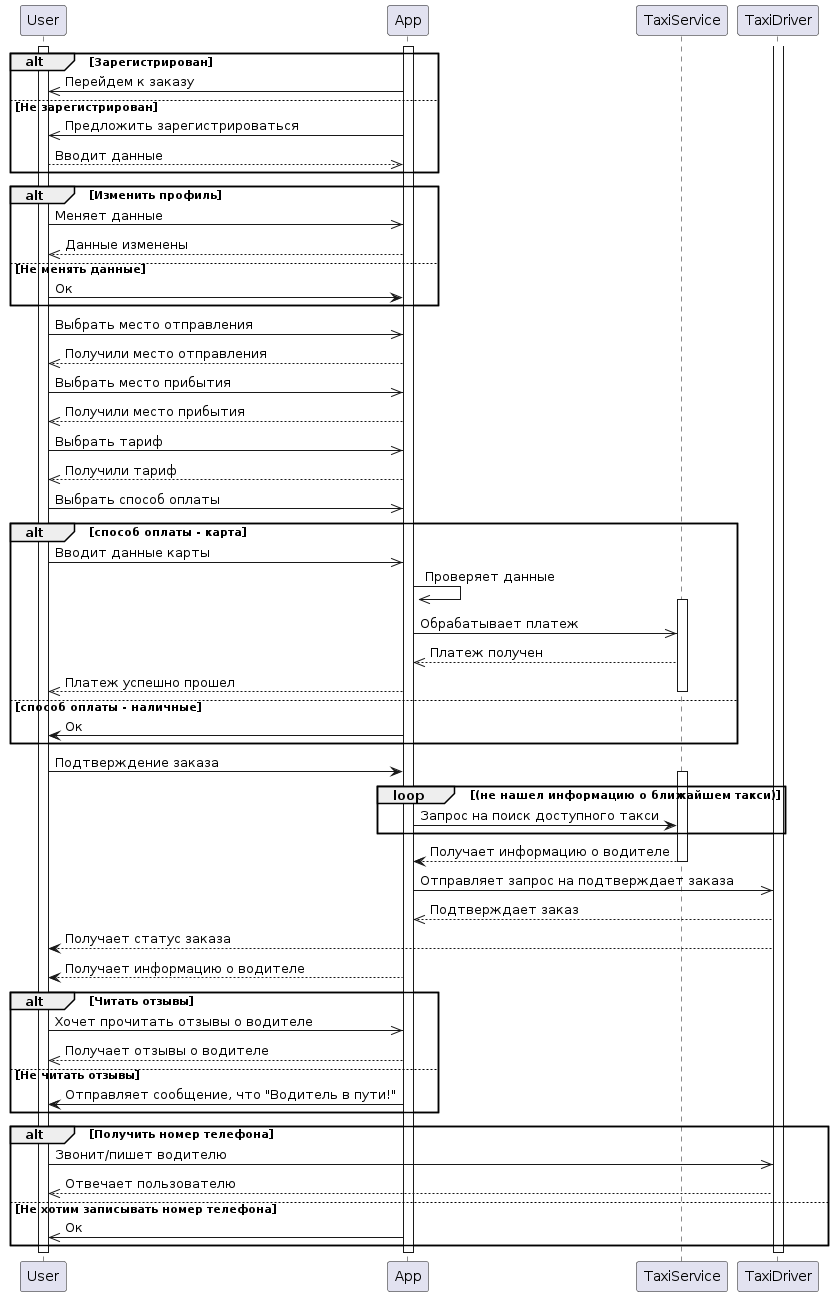 User App TaxiService TaxiDriver
alt [Зарегистрирован]
Перейдем к заказу
[Не зарегистрирован]
Предложить зарегистрироваться
Вводит данные
alt [Изменить профиль]
Меняет данные
Данные изменены
[Не менять данные]
Ок
Выбрать место отправления
Получили место отправления
Выбрать место прибытия
Получили место прибытия
Выбрать тариф
Получили тариф
Выбрать способ оплаты
alt [способ оплаты - карта]
Вводит данные карты
Проверяет данные
Обрабатывает платеж
Платеж получен
Платеж успешно прошел
[способ оплаты - наличные]
Ок
Подтверждение заказа
loop [(не нашел информацию о ближайшем такси)]
Запрос на поиск доступного такси
Получает информацию о водителе
Отправляет запрос на подтверждает заказа
Подтверждает заказ
Получает статус заказа
Получает информацию о водителе
alt [Читать отзывы]
Хочет прочитать отзывы о водителе
Получает отзывы о водителе
[Не читать отзывы]
Отправляет сообщение, что "Водитель в пути!"
alt [Получить номер телефона]
Звонит/пишет водителю
Отвечает пользователю
[Не хотим записывать номер телефона]
Ок
User App TaxiService TaxiDriver